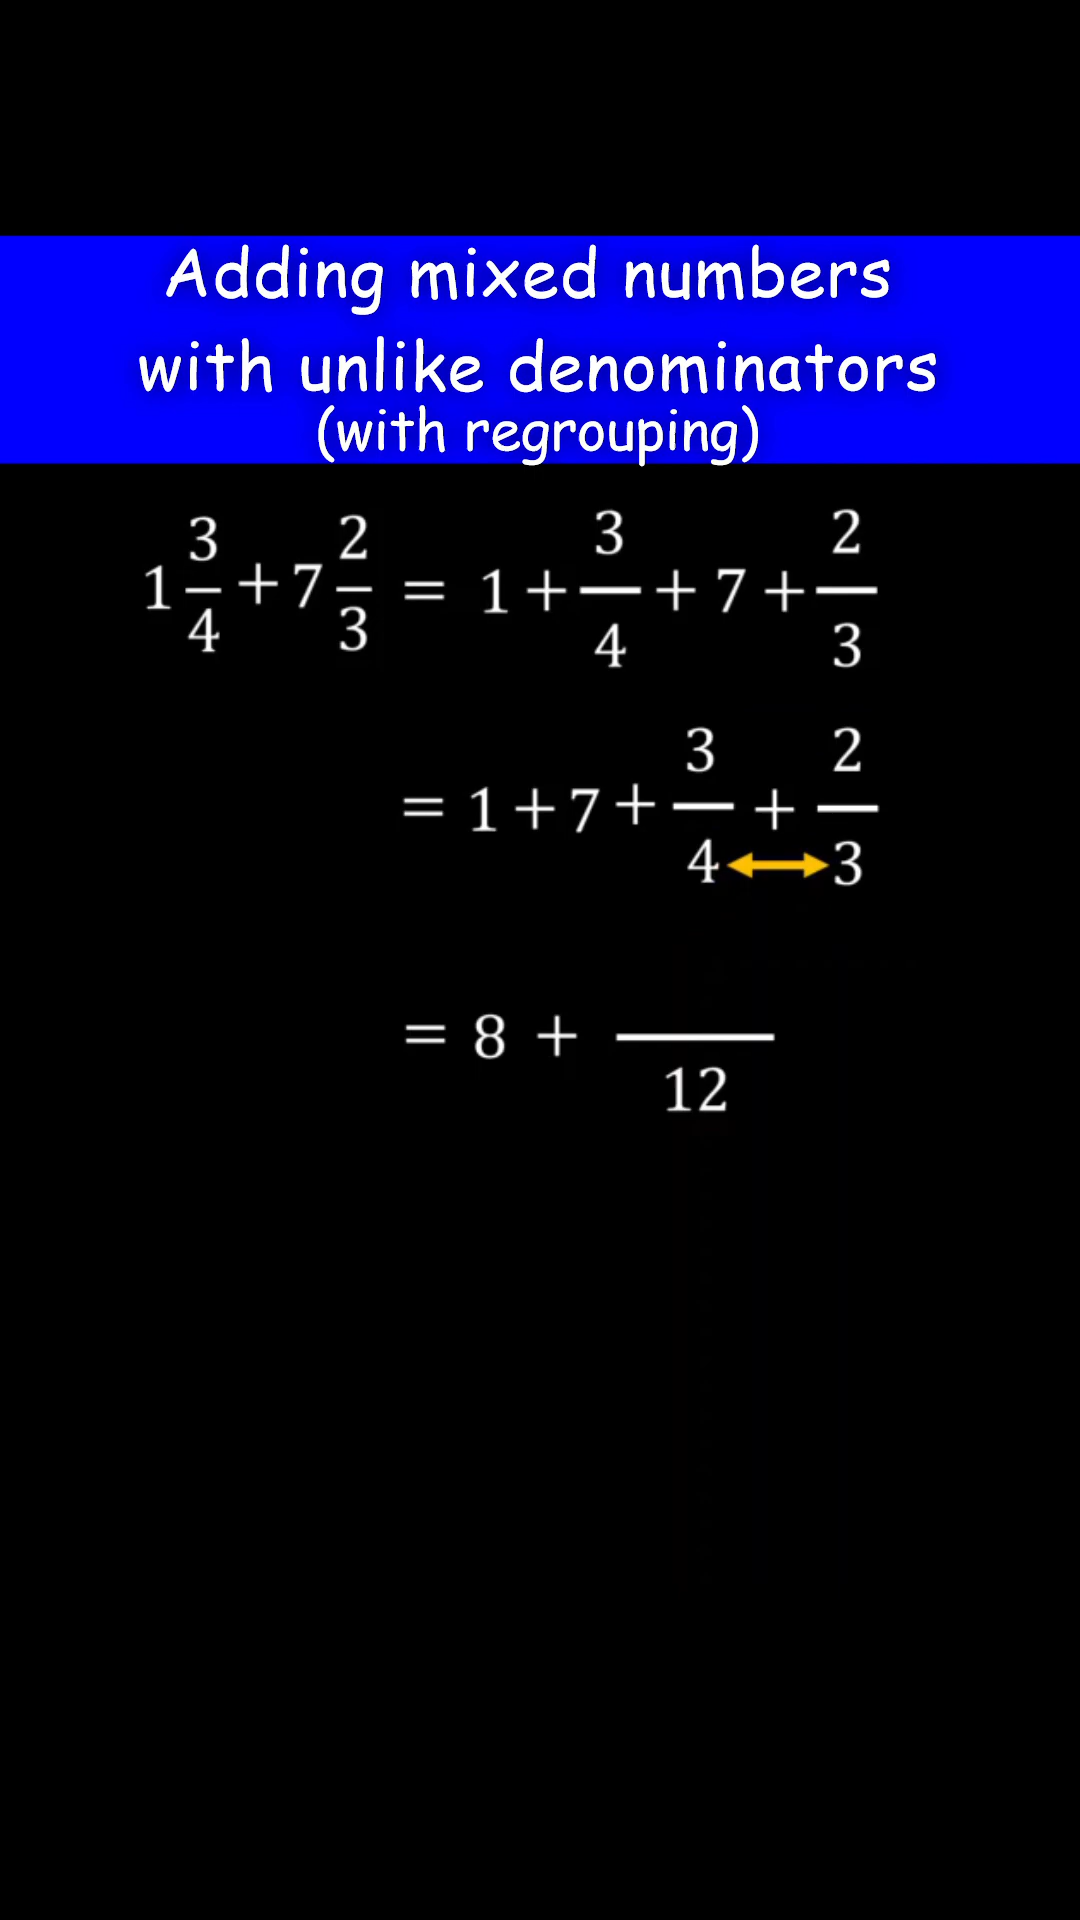 Adding mixed numbers
with unlike denominators
(with regrouping)
1 3/4 + 7 2/3 = 1 + 3/4 + 7 + 2/3
= 1 + 7 + 3/4 + 2/3
= 8 + /12